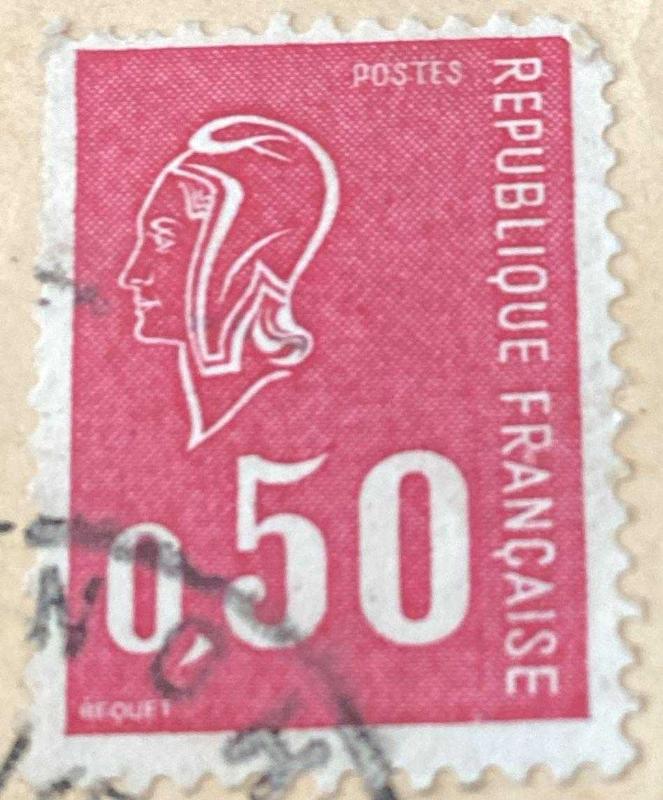 POSTES
REPUBLIQUE FRANÇAISE
0,50
BEQUET